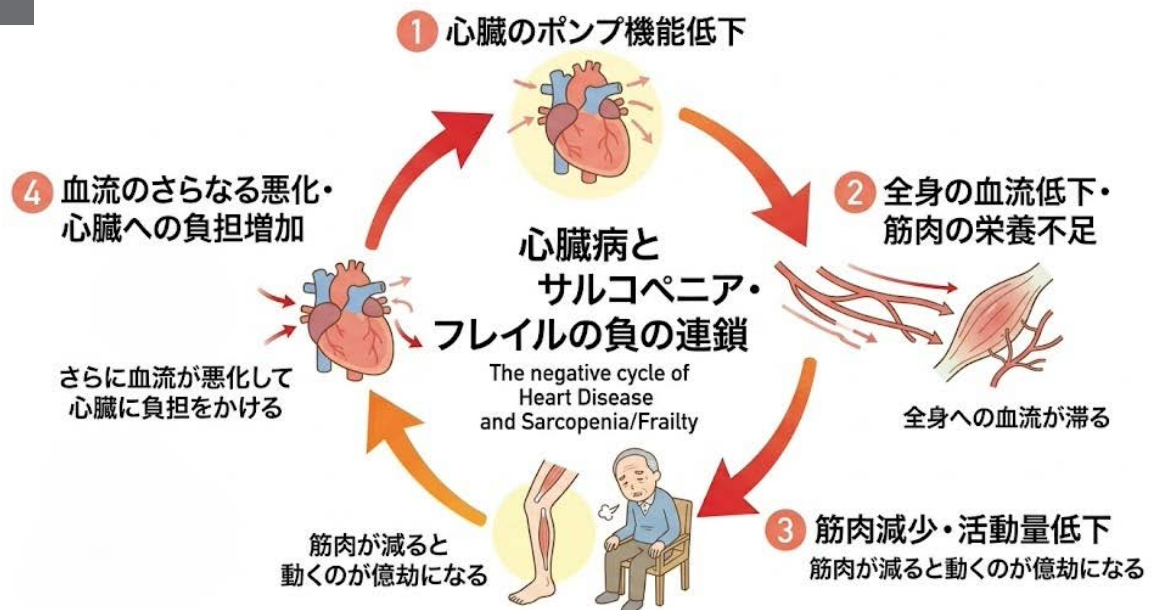 1 心臓のポンプ機能低下
2 全身の血流低下・
筋肉の栄養不足
全身への血流が滞る
3 筋肉減少・活動量低下
筋肉が減ると動くのが億劫になる
筋肉が減ると
動くのが億劫になる
4 血流のさらなる悪化・
心臓への負担増加
さらに血流が悪化して
心臓に負担をかける
心臓病と
サルコペニア・
フレイルの負の連鎖
The negative cycle of
Heart Disease
and Sarcopenia/Frailty